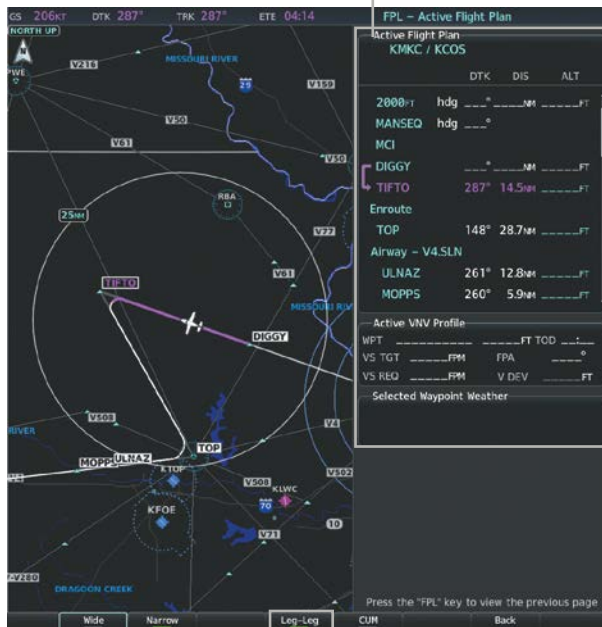 GS 206KT DTK 287° TRK 287° ETE 04:14
FPL – Active Flight Plan
NORTH UP
N
PWE
V216
MISSOURI RIVER
29
V159
V50
V61
V50
RBA
25NM
V77
V61
TIFTO
MISSOURI RIV
DIGGY
V508
V4
RIVER
TOP
MOPPS
ULNAZ
KTOP
V508
V502
KLWC
70
KFOE
10
V71
V280
DRAGOON CREEK
Active Flight Plan
KMKC / KCOS
DTK DIS ALT
2000FT hdg ___° ____NM _____FT
MANSEQ hdg ___°
MCI
DIGGY ___° ____NM _____FT
TIFTO 287° 14.5NM _____FT
Enroute
TOP 148° 28.7NM _____FT
Airway – V4.SLN
ULNAZ 261° 12.8NM _____FT
MOPPS 260° 5.9NM _____FT
Active VNV Profile
WPT ___________ _____FT TOD __:__
VS TGT _____FPM FPA ____°
VS REQ _____FPM V DEV _____FT
Selected Waypoint Weather
Press the "FPL" key to view the previous page
Wide Narrow Leg-Leg CUM Back